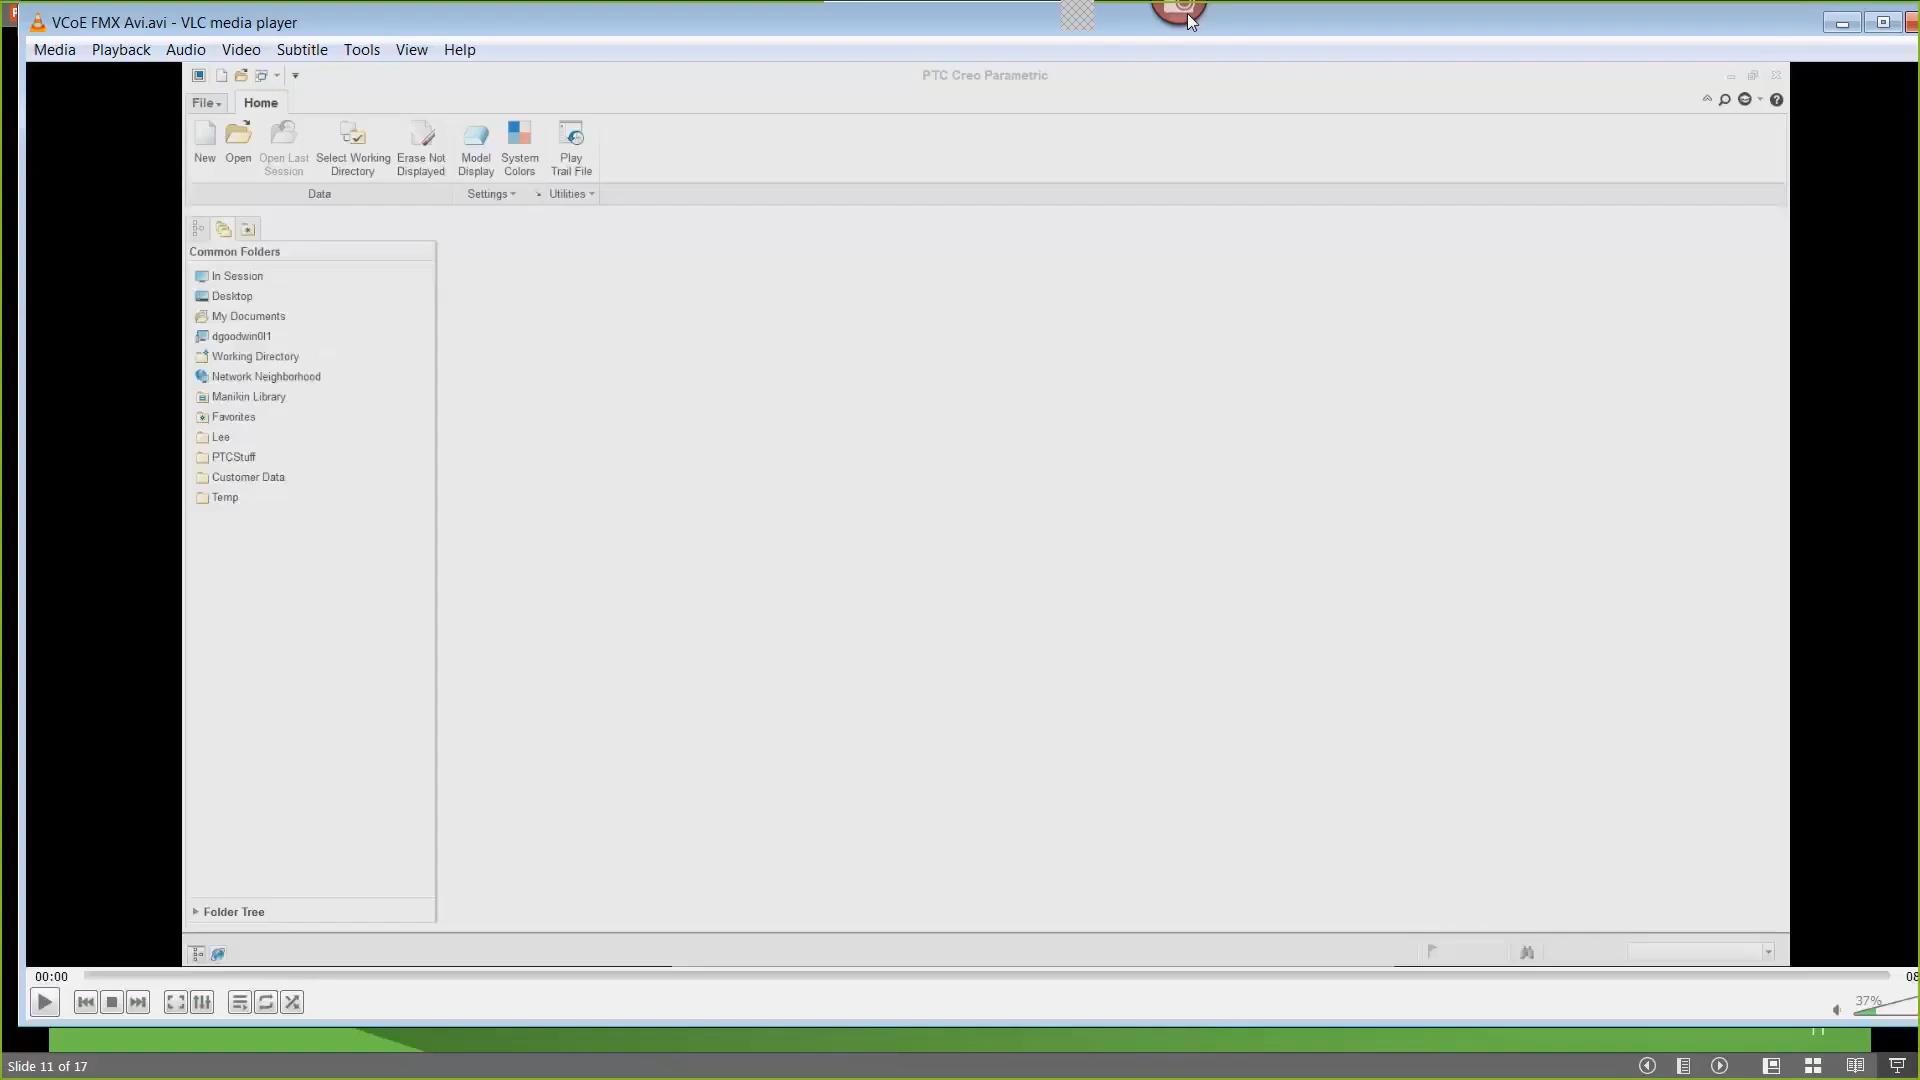 VCoE FMX Avi.avi - VLC media player
Media Playback Audio Video Subtitle Tools View Help
PTC Creo Parametric
File Home
New Open Open Last Session Select Working Directory Erase Not Displayed Model Display System Colors Play Trail File
Data Settings Utilities
Common Folders
In Session
Desktop
My Documents
dgoodwin0l1
Working Directory
Network Neighborhood
Manikin Library
Favorites
Lee
PTCStuff
Customer Data
Temp
Folder Tree
00:00 08
37%
Slide 11 of 17